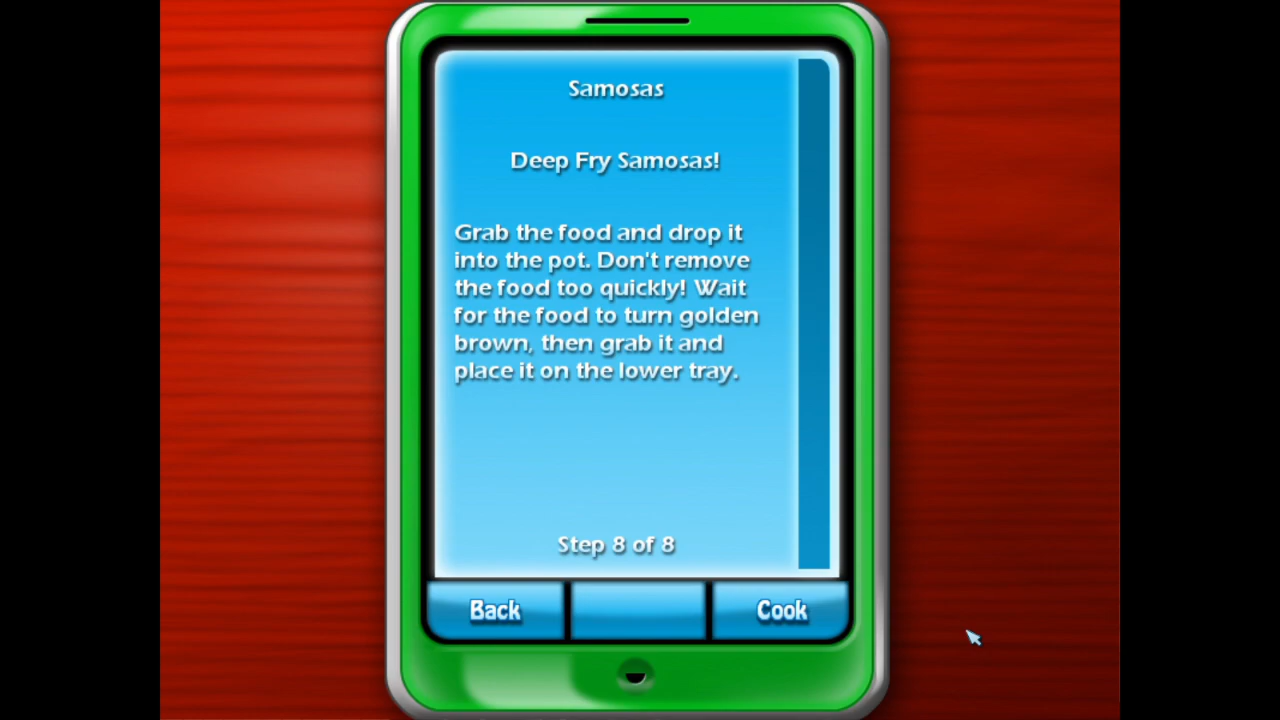 Samosas
Deep Fry Samosas!
Grab the food and drop it
into the pot. Don't remove
the food too quickly! Wait
for the food to turn golden
brown, then grab it and
place it on the lower tray.
Step 8 of 8
Back
Cook